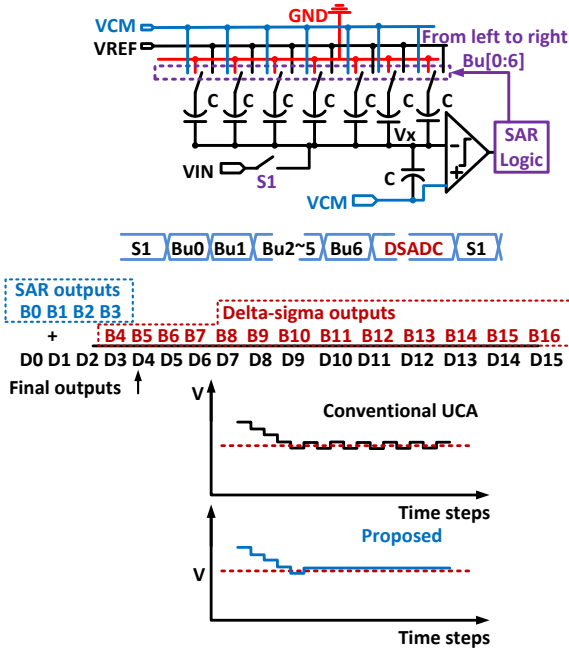 GND
VCM
VREF
From left to right
Bu[0:6]
C C C C C C C
Vx
VIN
S1
C
VCM
SAR
Logic
S1 Bu0 Bu1 Bu2~5 Bu6 DSADC S1
SAR outputs
B0 B1 B2 B3
Delta-sigma outputs
+
B4 B5 B6 B7 B8 B9 B10 B11 B12 B13 B14 B15 B16
D0 D1 D2 D3 D4 D5 D6 D7 D8 D9 D10 D11 D12 D13 D14 D15
Final outputs
V
Conventional UCA
Time steps
Proposed
V
Time steps